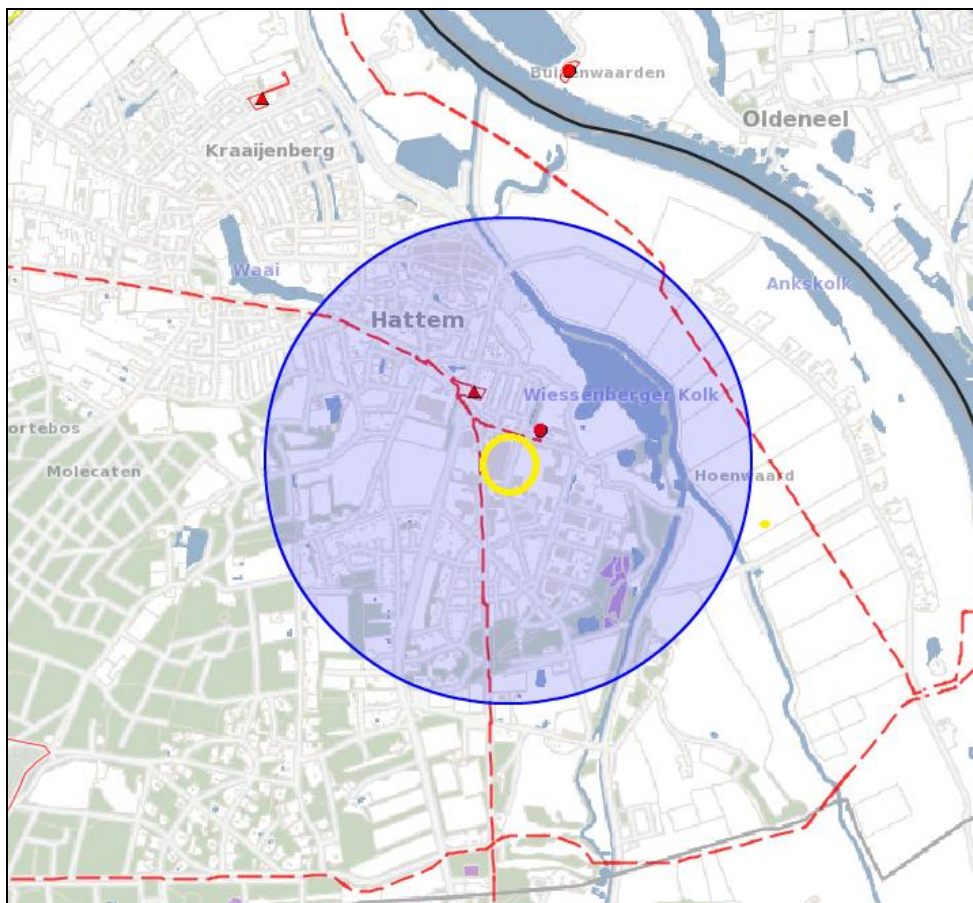 Buitenwaarden
Oldeneel
Kraaijenberg
Waai
Ankskolk
Hattem
Wiessenberger Kolk
ortebos
Molecaten
Hoenwaard